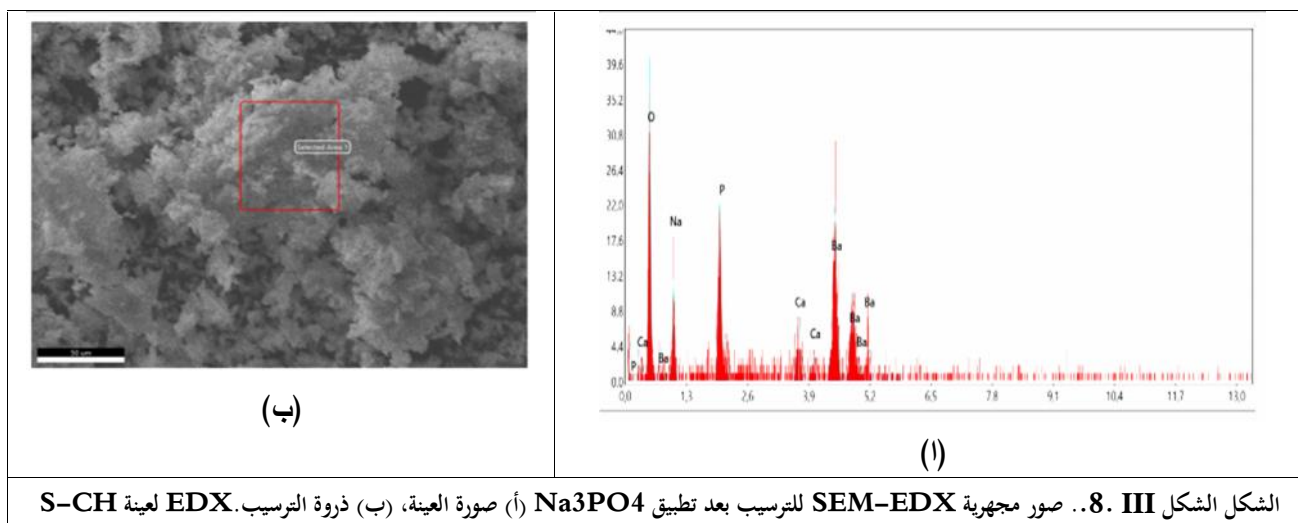 Selected Area 1
50 um
(ب)
39,6
35,2
30,8
26,4
22,0
17,6
13,2
8,8
4,4
0,0
O
Na
P
Ca
Ca
Ba
Ba
Ba
Ba
P
Ca
Ba
0,0 1,3 2,6 3,9 5,2 6,5 7,8 9,1 10,4 11,7 13,0
(ا)
الشكل الشكل III .8.. صور مجهرية SEM-EDX للترسيب بعد تطبيق Na3PO4 (أ) صورة العينة، (ب) ذروة الترسيب.EDX لعينة S-CH